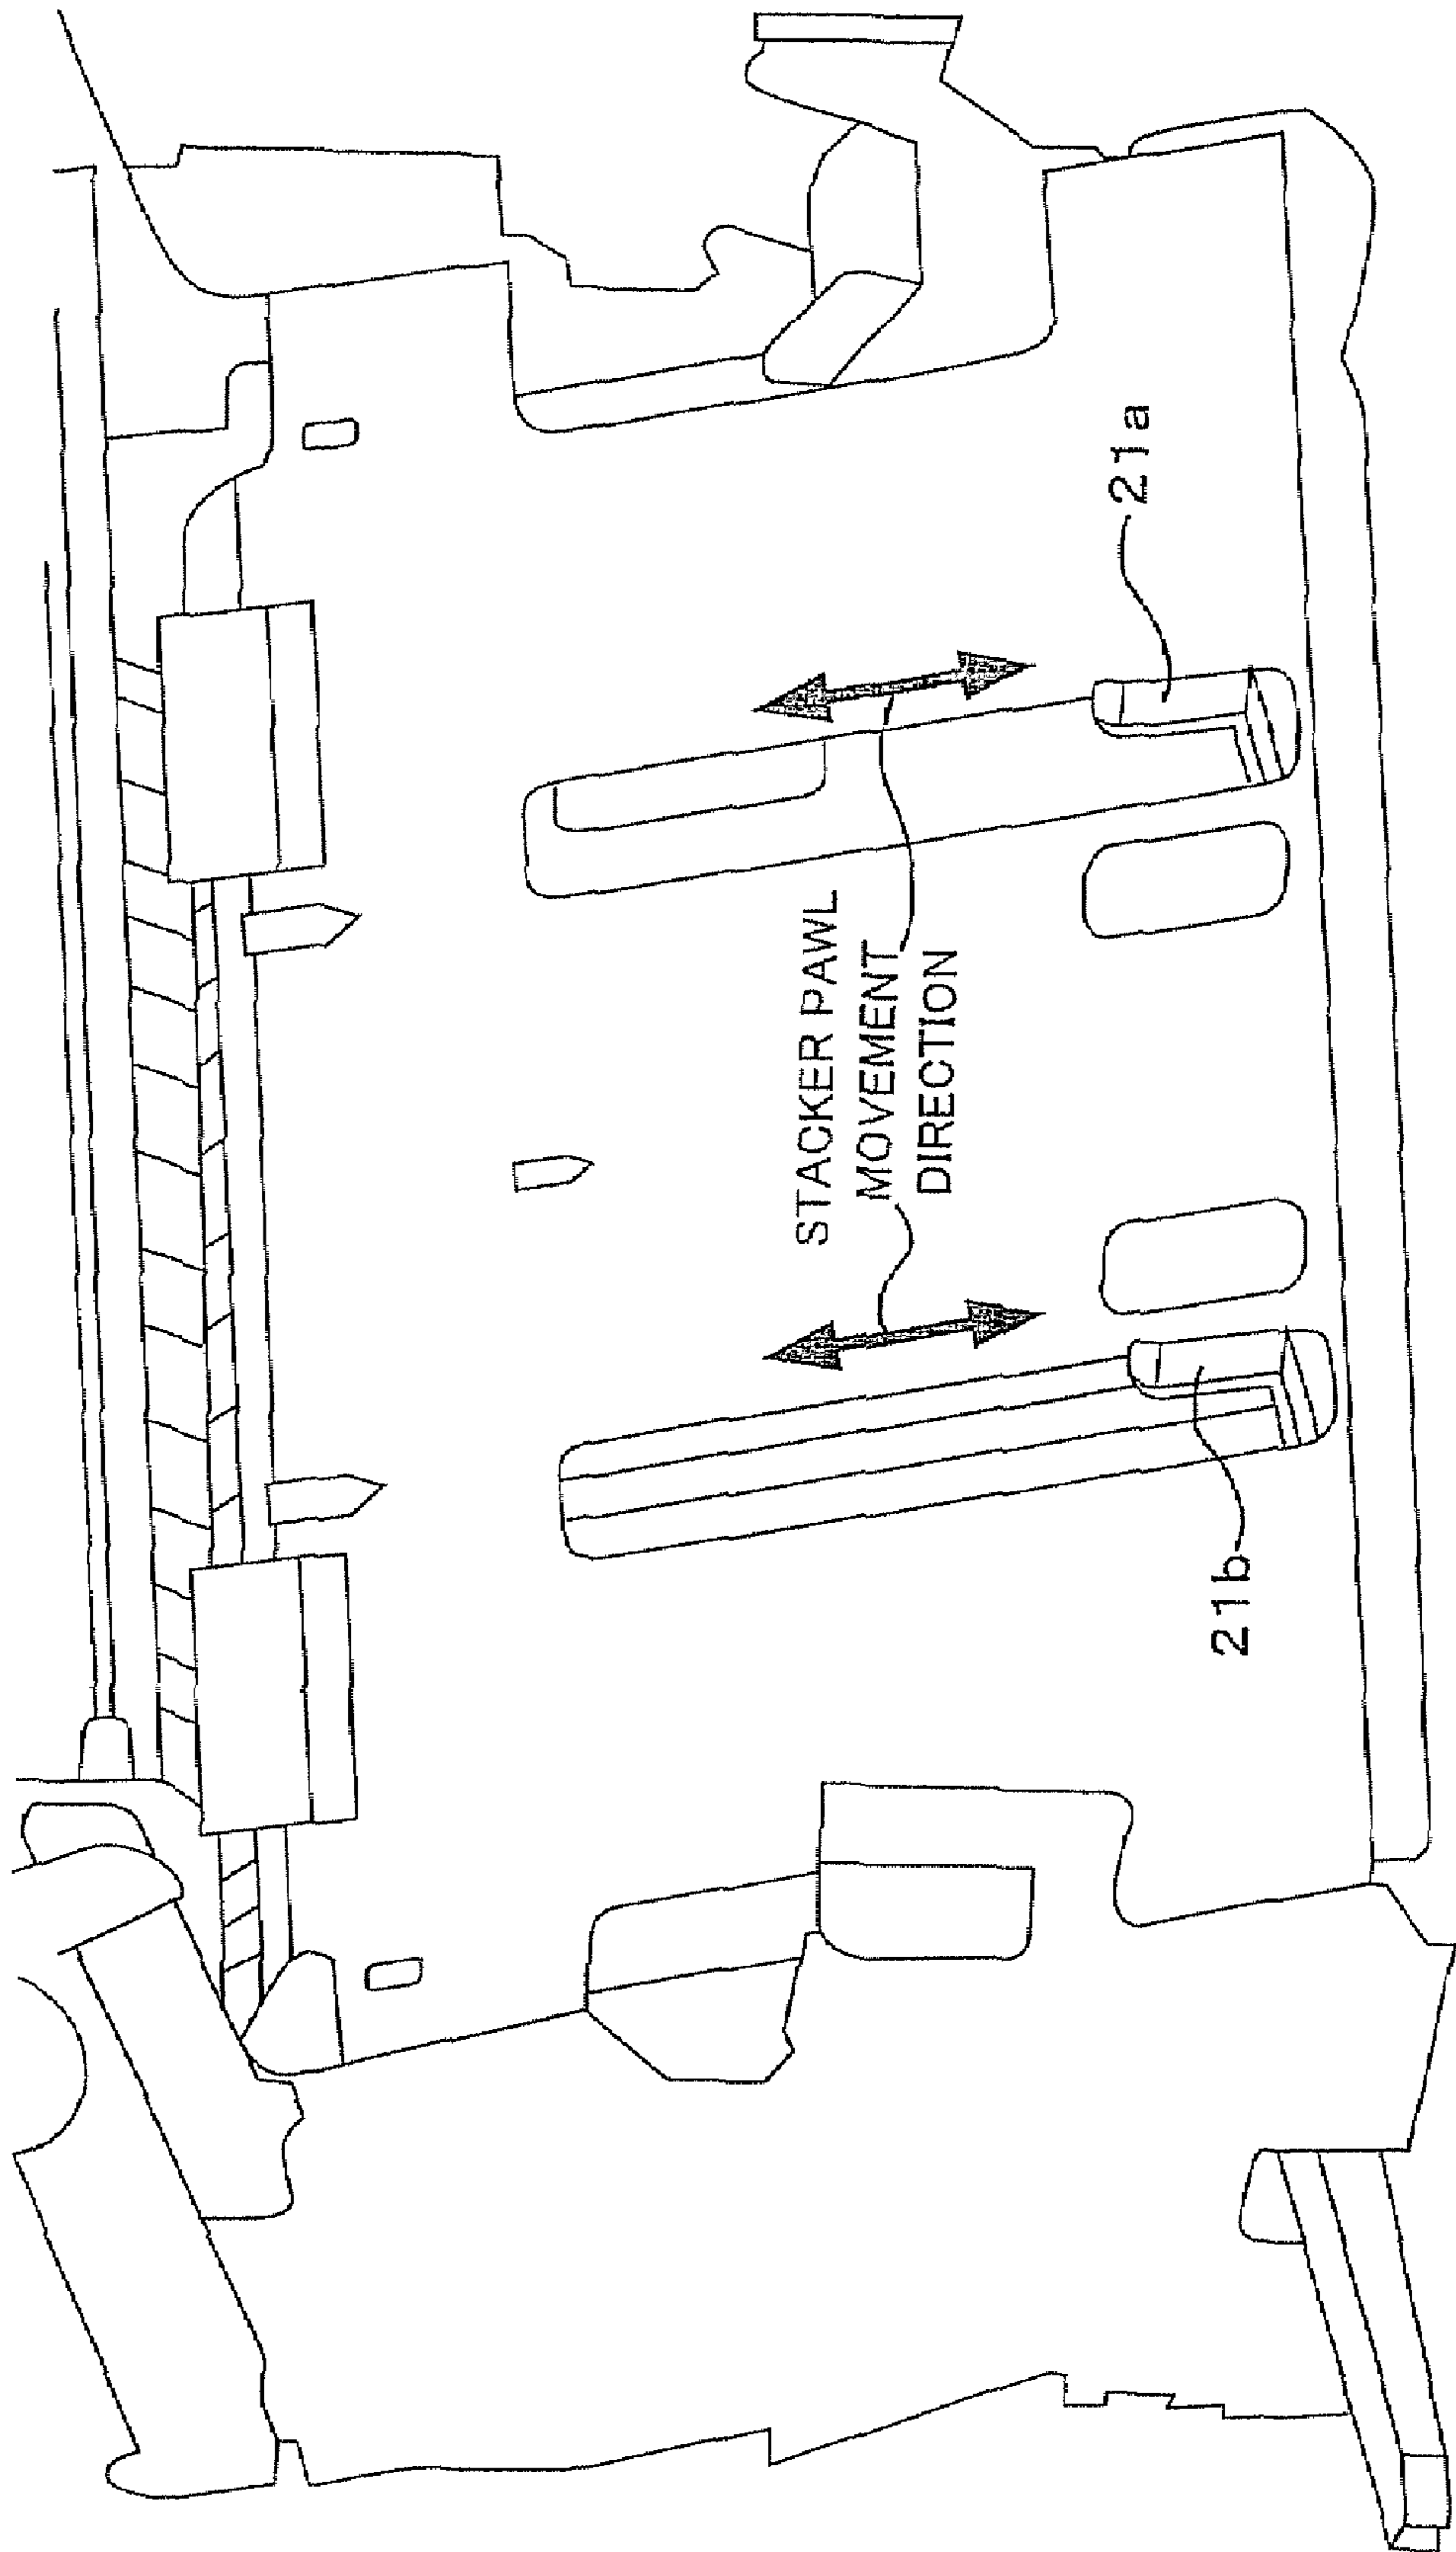 21a
STACKER PAWL
MOVEMENT
DIRECTION
21b